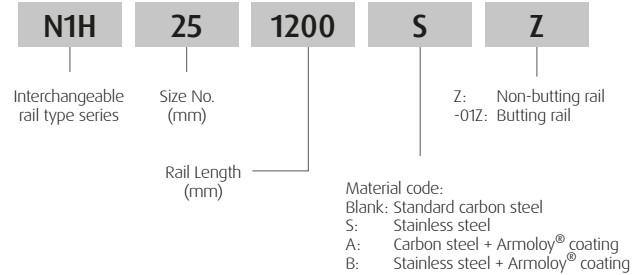 N1H 25 1200 S Z
Interchangeable
rail type series
Size No.
(mm)
Z: Non-butting rail
-01Z: Butting rail
Rail Length
(mm)
Material code:
Blank: Standard carbon steel
S: Stainless steel
A: Carbon steel + Armoloy® coating
B: Stainless steel + Armoloy® coating